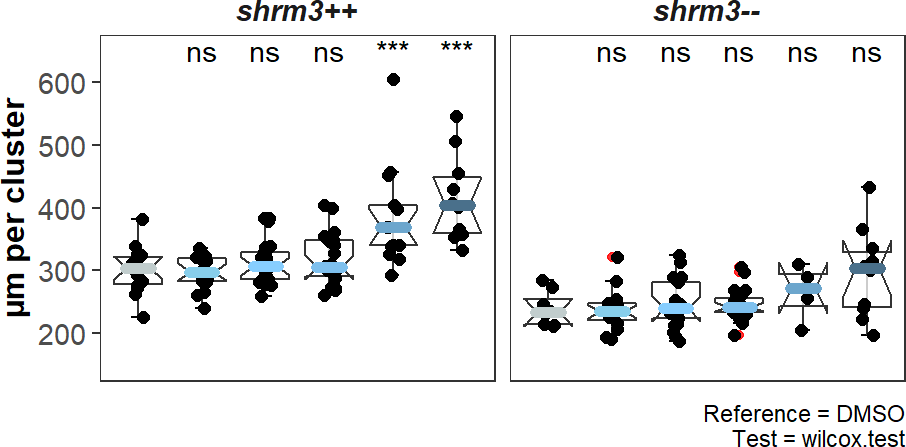 shrm3++ shrm3--
ns ns ns *** *** ns ns ns ns ns
µm per cluster
600
500
400
300
200
Reference = DMSO
Test = wilcox.test